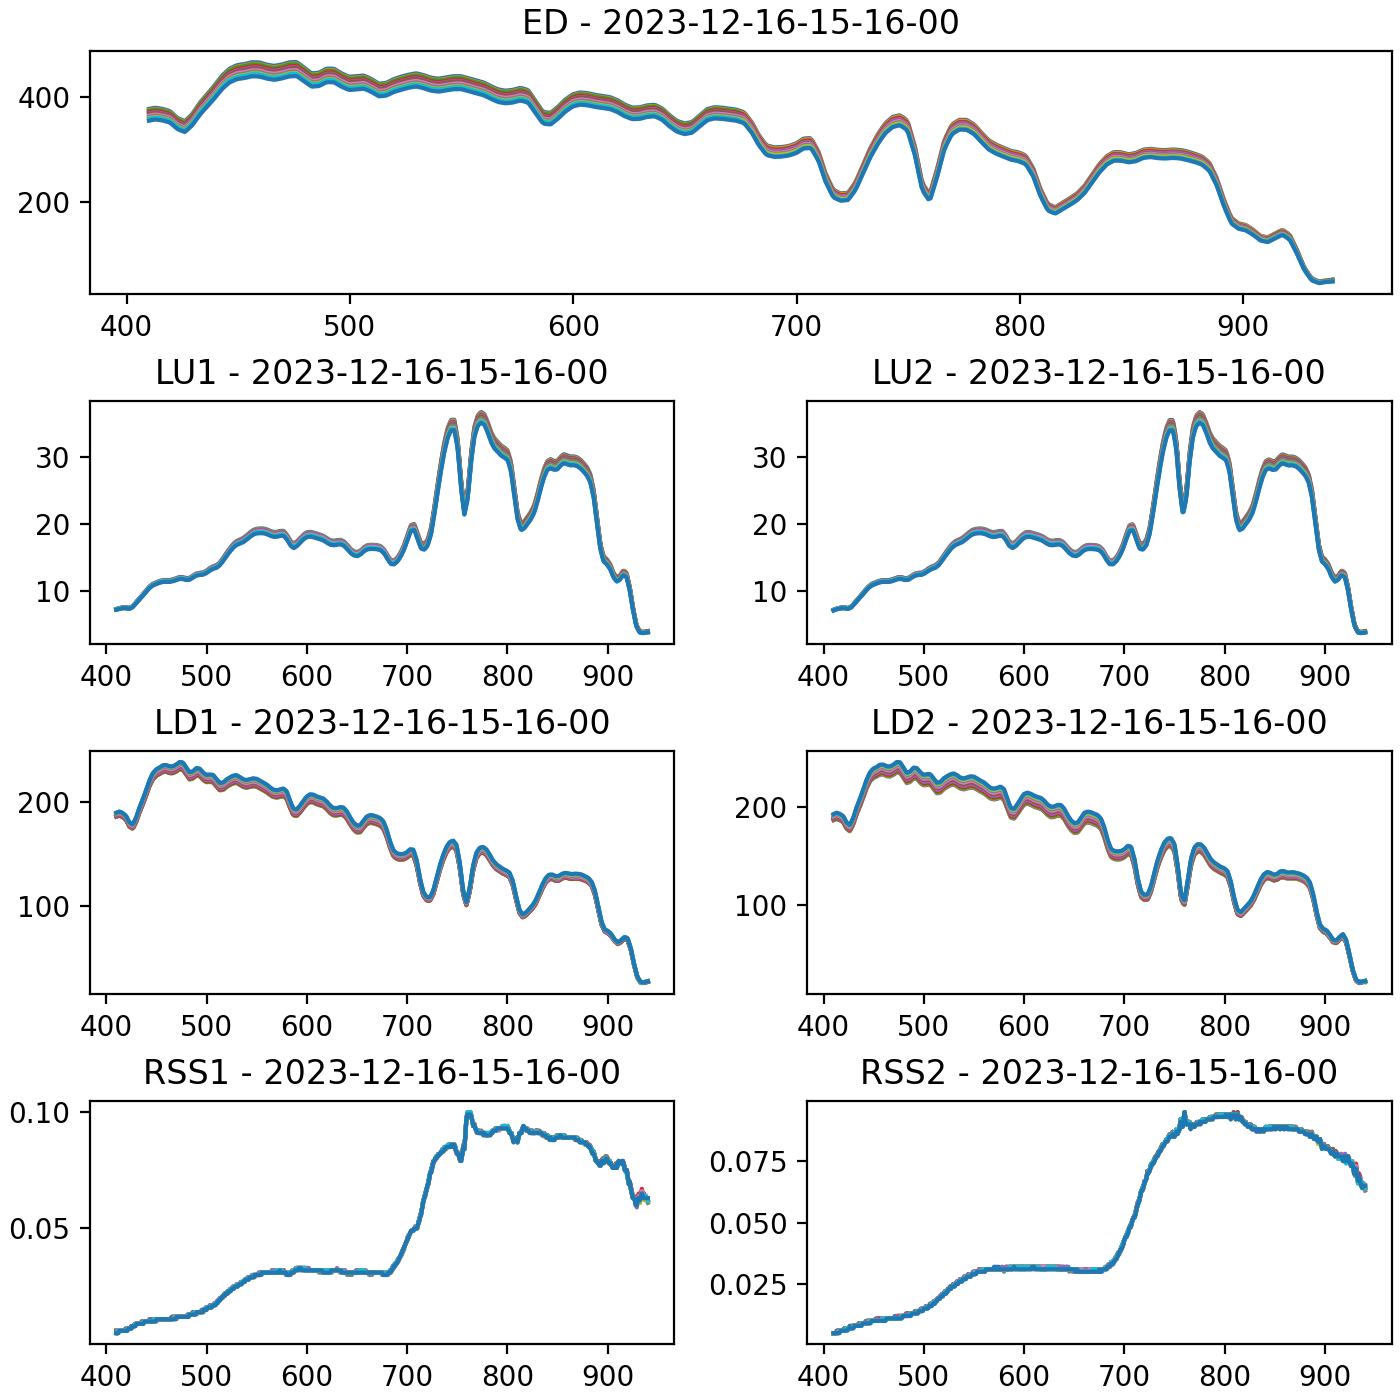 ED - 2023-12-16-15-16-00
400
200
400 500 600 700 800 900
LU1 - 2023-12-16-15-16-00
30
20
10
400 500 600 700 800 900
LU2 - 2023-12-16-15-16-00
30
20
10
400 500 600 700 800 900
LD1 - 2023-12-16-15-16-00
200
100
400 500 600 700 800 900
LD2 - 2023-12-16-15-16-00
200
100
400 500 600 700 800 900
RSS1 - 2023-12-16-15-16-00
0.10
0.05
400 500 600 700 800 900
RSS2 - 2023-12-16-15-16-00
0.075
0.050
0.025
400 500 600 700 800 900